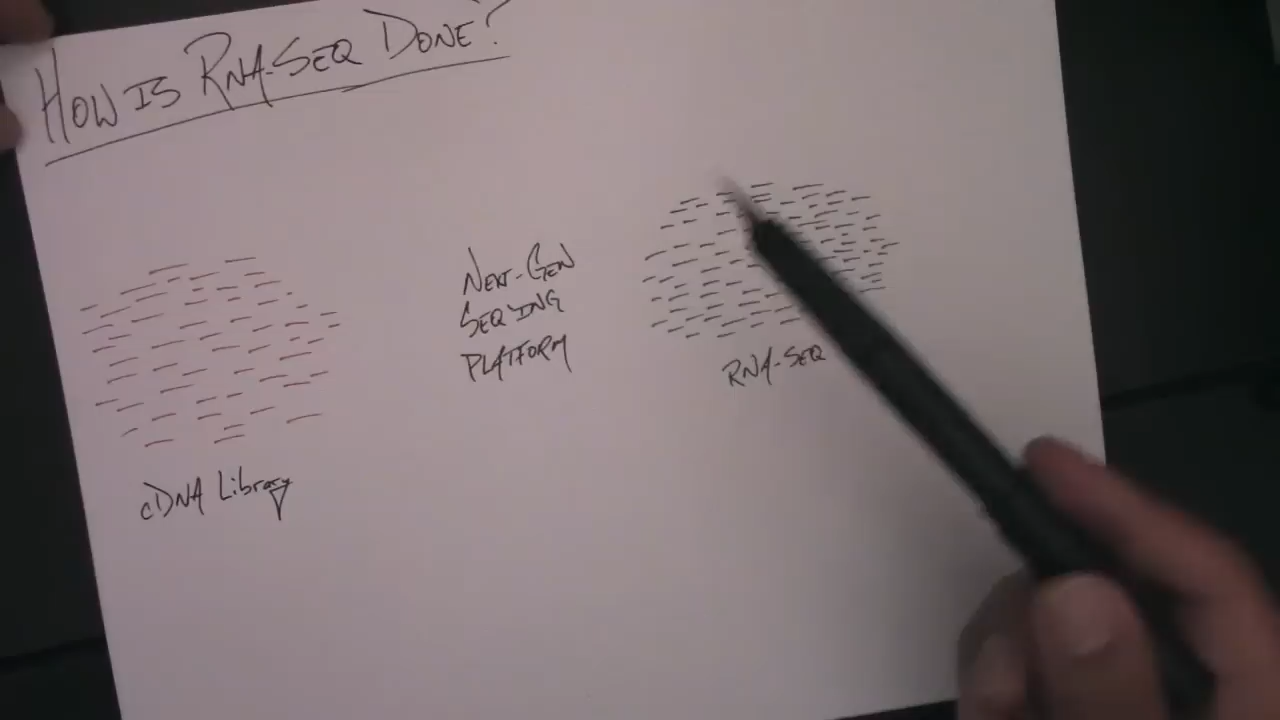 HOW IS RNA-SEQ DONE?
NEXT-GEN
SEQ'ING
PLATFORM
RNA-SEQ
cDNA Library